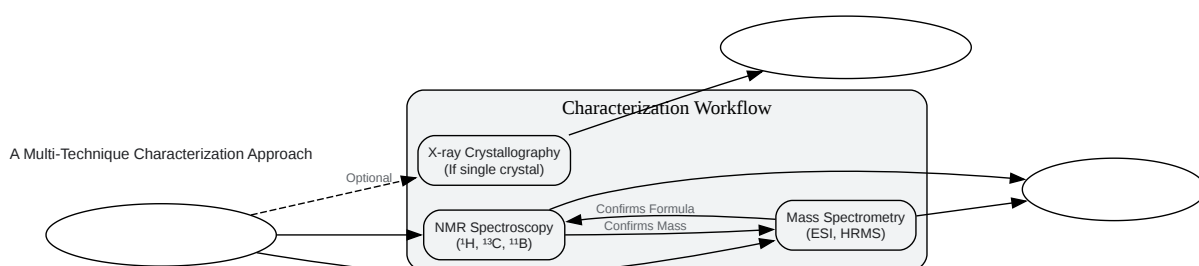 Characterization Workflow
A Multi-Technique Characterization Approach
X-ray Crystallography
(If single crystal)
Optional
NMR Spectroscopy
(¹H, ¹³C, ¹¹B)
Confirms Formula
Confirms Mass
Mass Spectrometry
(ESI, HRMS)